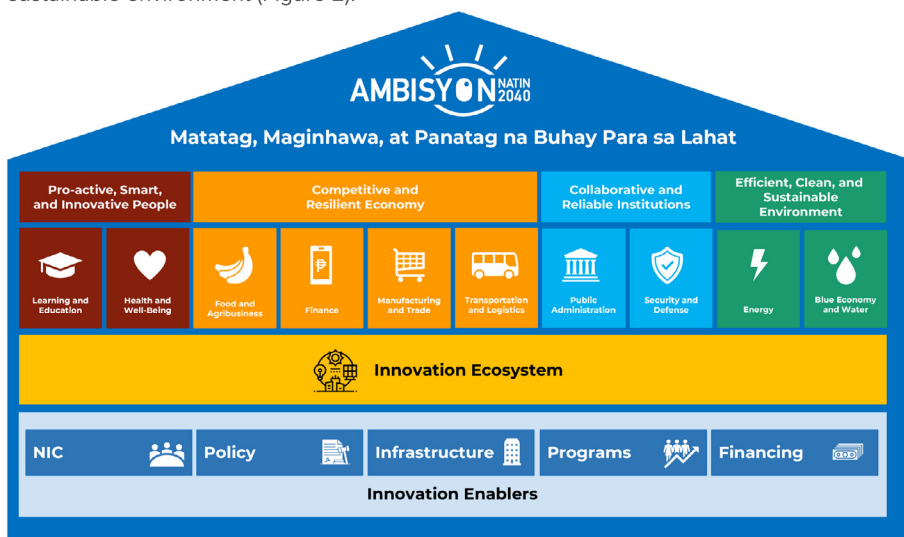 AMBISYON NATIN 2040
Matatag, Maginhawa, at Panatag na Buhay Para sa Lahat
Pro-active, Smart,
and Innovative People
Competitive and
Resilient Economy
Collaborative and
Reliable Institutions
Efficient, Clean, and
Sustainable
Environment
Learning and
Education
Health and
Well-Being
Food and
Agribusiness
₱
Finance
Manufacturing
and Trade
Transportation
and Logistics
Public
Administration
Security and
Defense
Energy
Blue Economy
and Water
Innovation Ecosystem
NIC
Policy
Infrastructure
Programs
Financing
Innovation Enablers